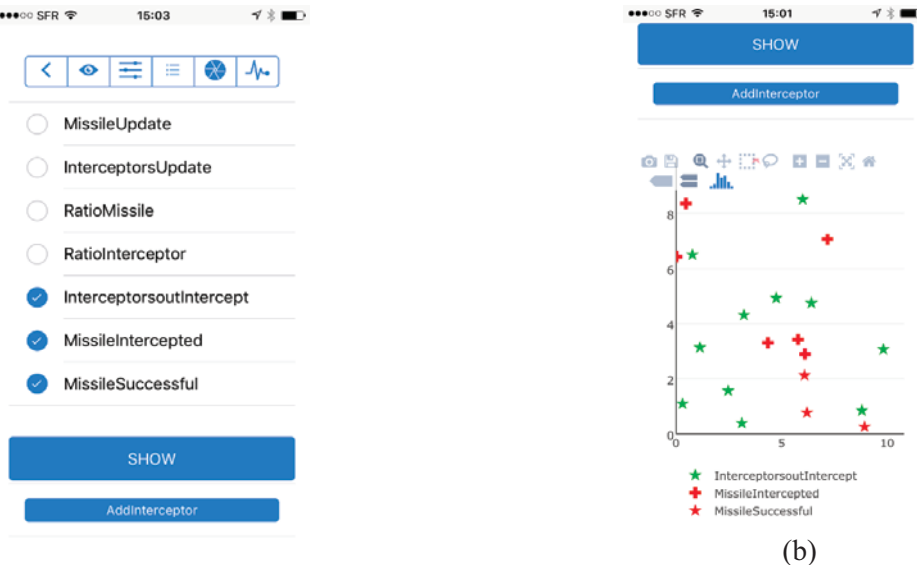 SFR 15:03
MissileUpdate
InterceptorsUpdate
RatioMissile
RatioInterceptor
InterceptorsoutIntercept
MissileIntercepted
MissileSuccessful
SHOW
AddInterceptor
SFR 15:01
SHOW
AddInterceptor
8
6
4
2
0
0 5 10
InterceptorsoutIntercept
MissileIntercepted
MissileSuccessful
(b)